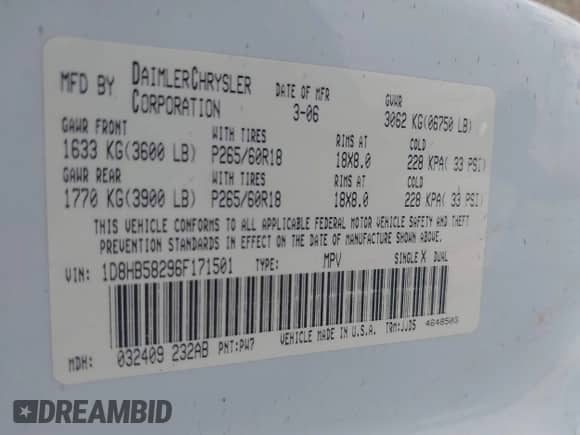 MFD BY DAIMLERCHRYSLER CORPORATION DATE OF MFR 3-06 GVWR 3062 KG(06750 LB)
GAWR FRONT WITH TIRES RIMS AT COLD
1633 KG(3600 LB) P265/60R18 18X8.0 228 KPA( 33 PSI)
GAWR REAR WITH TIRES RIMS AT COLD
1770 KG(3900 LB) P265/60R18 18X8.0 228 KPA( 33 PSI)
THIS VEHICLE CONFORMS TO ALL APPLICABLE FEDERAL MOTOR VEHICLE SAFETY AND THEFT
PREVENTION STANDARDS IN EFFECT ON THE DATE OF MANUFACTURE SHOWN ABOVE.
VIN: 1D8HB58296F171501 TYPE: MPV SINGLE X DUAL
VEHICLE MADE IN U.S.A. TRM:JJD5 4648503
MDH: 032409 232AB PNT:PW7
DREAMBID